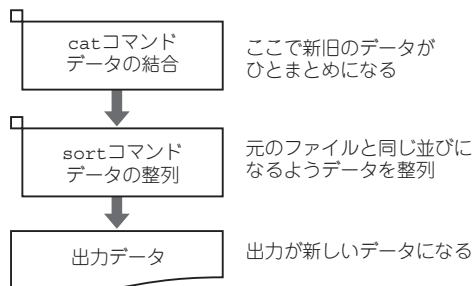 catコマンド
データの結合
ここで新旧のデータが
ひとまとめになる
sortコマンド
データの整列
元のファイルと同じ並びに
なるようデータを整列
出力データ
出力が新しいデータになる